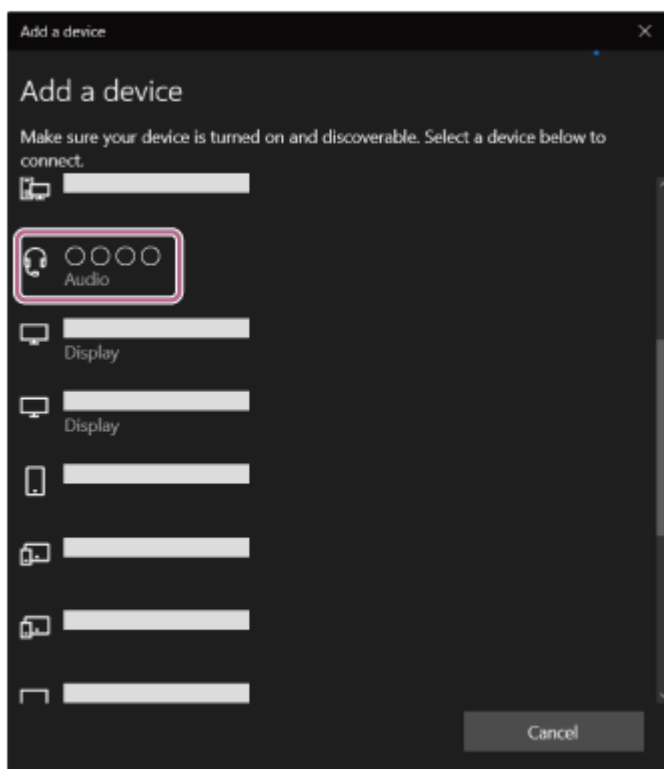 Add a device
Add a device
Make sure your device is turned on and discoverable. Select a device below to
connect.
○○○○
Audio
Display
Display
Cancel